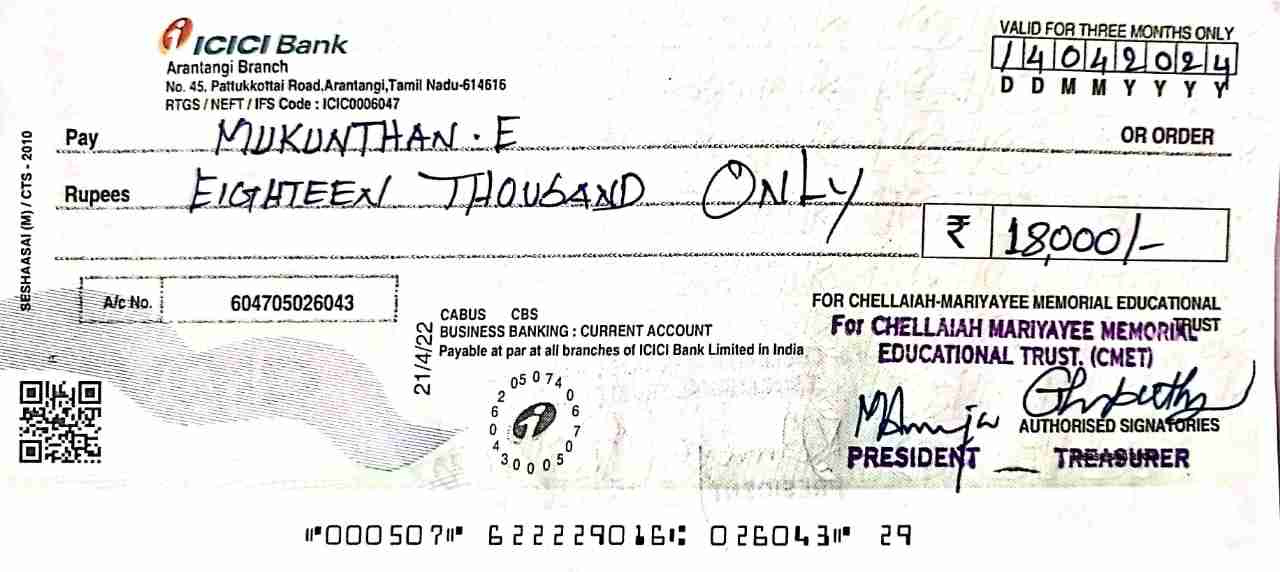 ICICI Bank
Arantangi Branch
No. 45, Pattukkottai Road,Arantangi,Tamil Nadu-614616
RTGS / NEFT / IFS Code : ICIC0006047
VALID FOR THREE MONTHS ONLY
14042024
D D M M Y Y Y Y
Pay MUKUNTHAN . E OR ORDER
Rupees EIGHTEEN THOUSAND ONLY
₹ 18,000/-
SESHAASAI (M) / CTS - 2010
A/c No. 604705026043
21/4/22
CABUS CBS
BUSINESS BANKING : CURRENT ACCOUNT
Payable at par at all branches of ICICI Bank Limited in India
FOR CHELLAIAH-MARIYAYEE MEMORIAL EDUCATIONAL
TRUST
For CHELLAIAH MARIYAYEE MEMORIAL
EDUCATIONAL TRUST. (CMET)
AUTHORISED SIGNATORIES
PRESIDENT TREASURER
⑈000507⑈ 622229016⑆ 026043⑈ 29